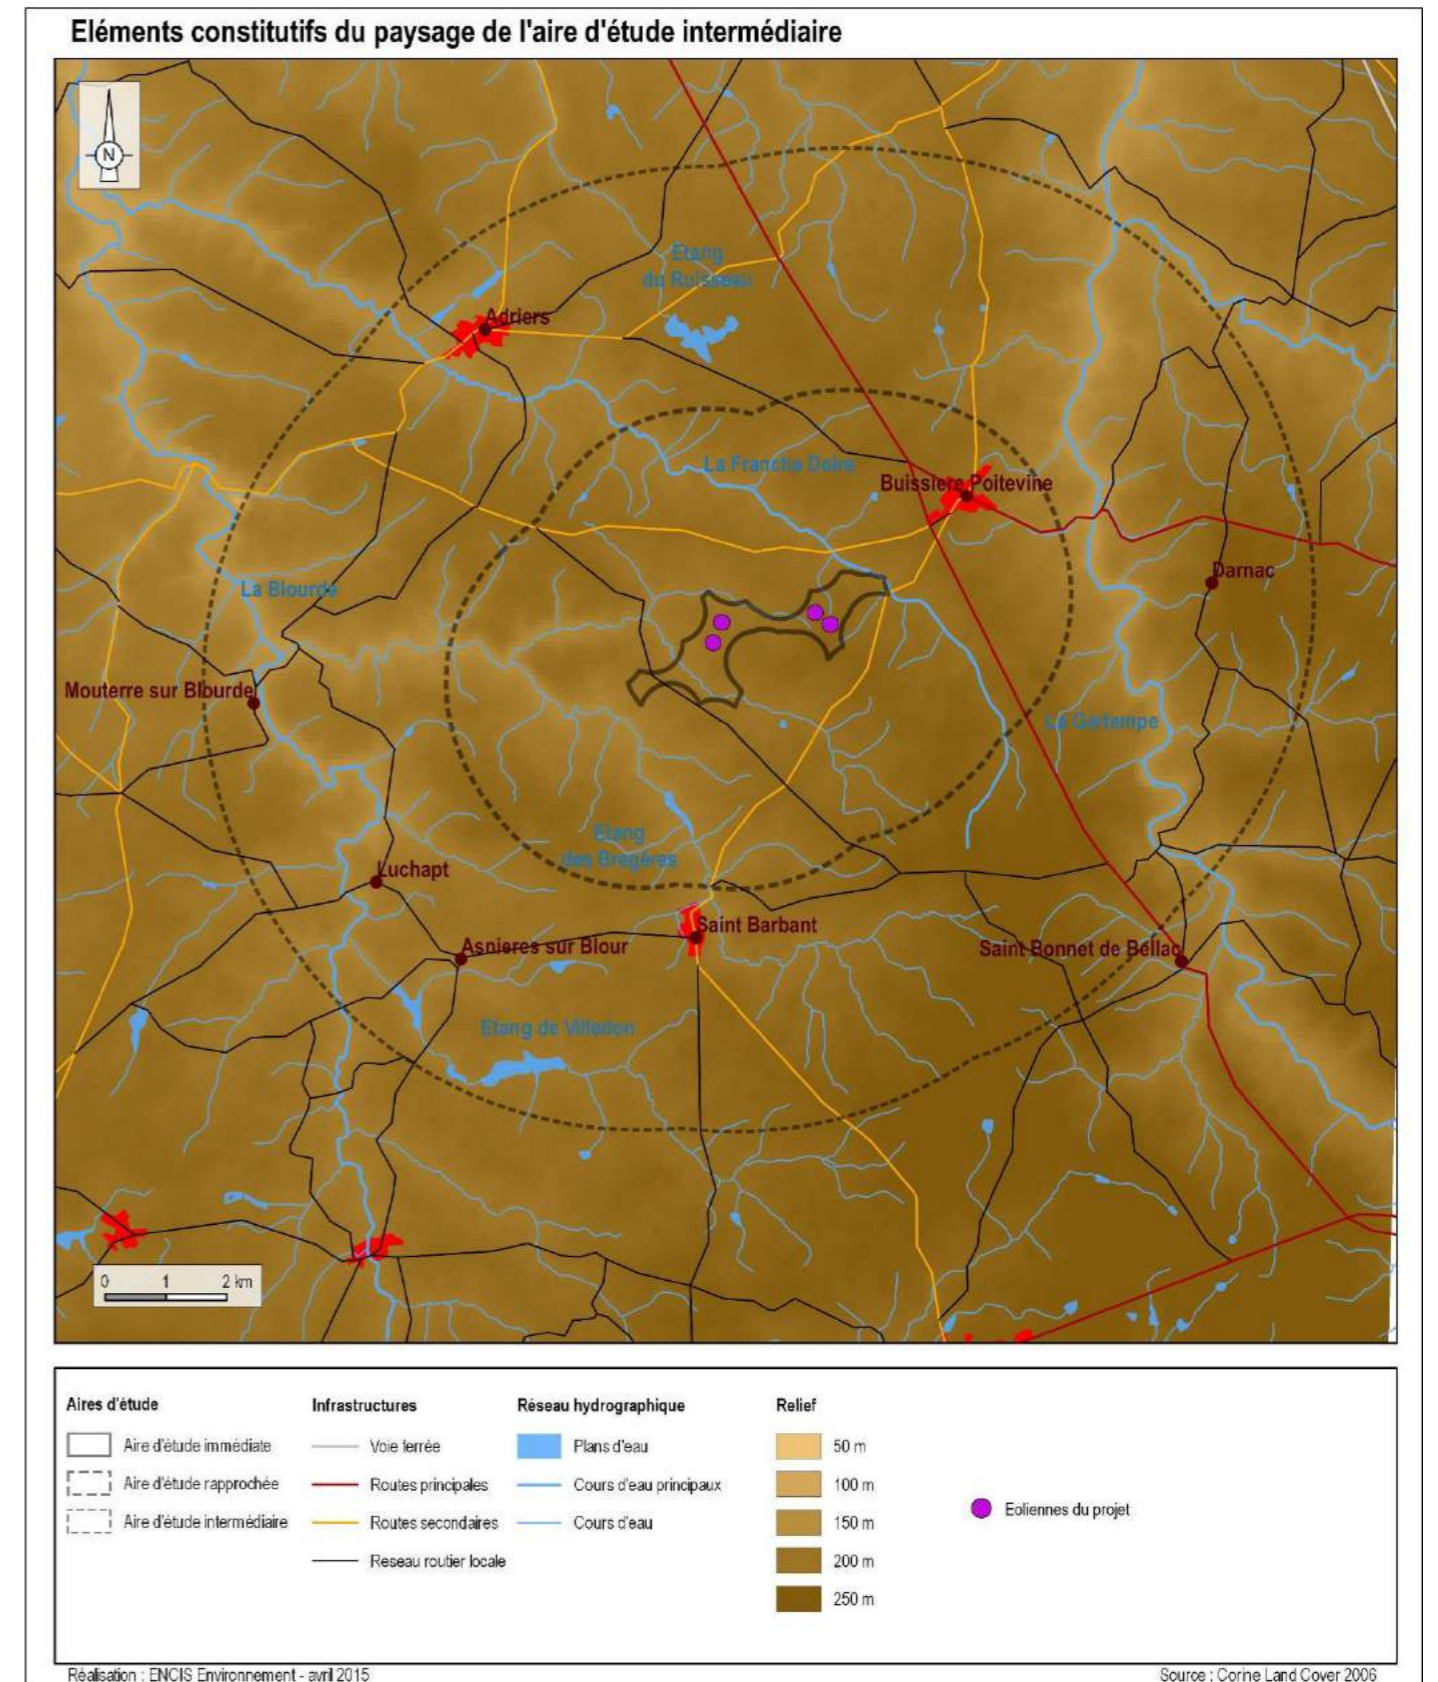 Eléments constitutifs du paysage de l'aire d'étude intermédiaire
N
Etang
du Ruisseau
Adriers
La Franche Doire
Buissiere Poitevine
Darnac
La Blourde
Mouterre sur Blourde
La Gartempe
Etang
des Bregères
Luchapt
Saint Barbant
Asnieres sur Blour
Saint Bonnet de Bellac
Etang de Villedon
0 1 2 km
Aires d'étude
Aire d'étude immédiate
Aire d'étude rapprochée
Aire d'étude intermédiaire
Infrastructures
Voie ferrée
Routes principales
Routes secondaires
Reseau routier locale
Réseau hydrographique
Plans d'eau
Cours d'eau principaux
Cours d'eau
Relief
50 m
100 m
150 m
200 m
250 m
Eoliennes du projet
Réalisation : ENCIS Environnement - avril 2015
Source : Corine Land Cover 2006